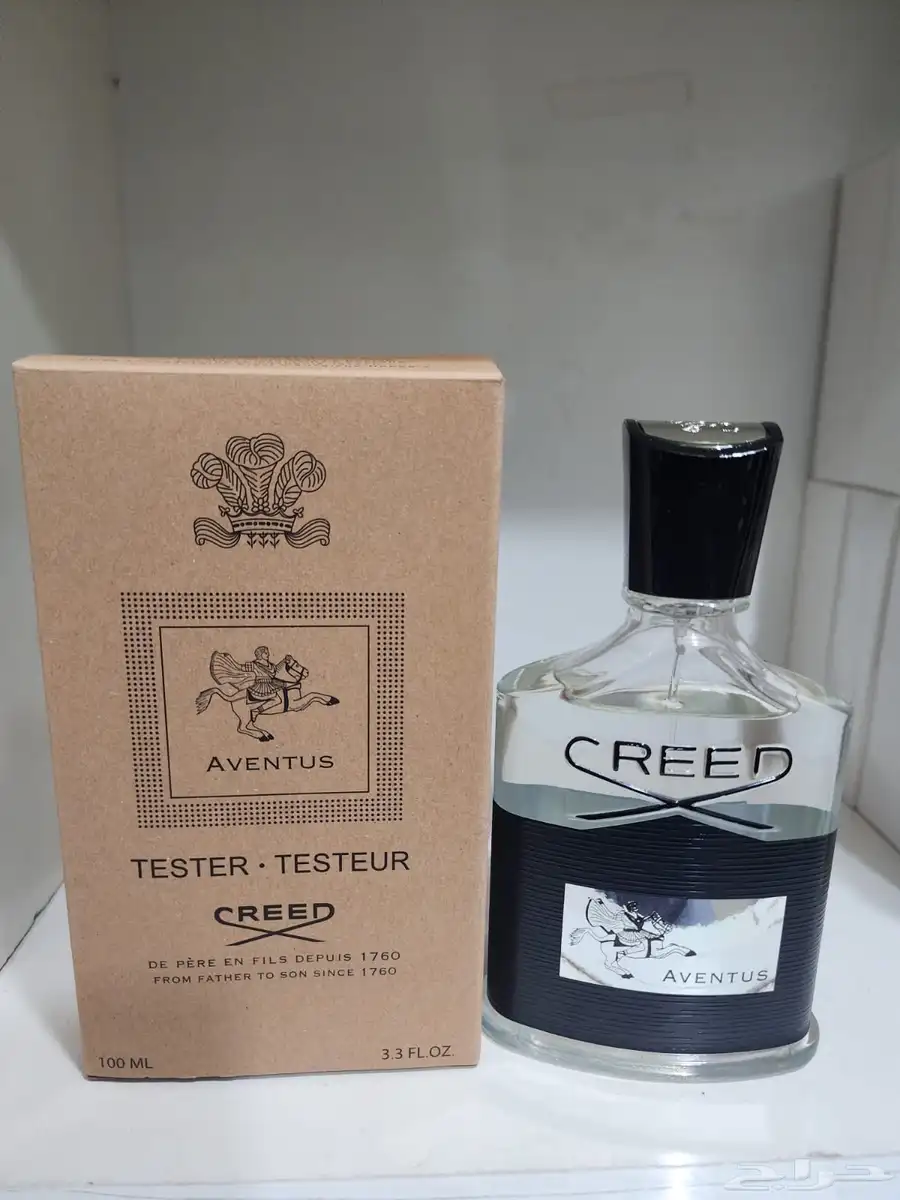 AVENTUS
TESTER · TESTEUR
CREED
DE PÈRE EN FILS DEPUIS 1760
FROM FATHER TO SON SINCE 1760
100 ML
3.3 FL.OZ.
CREED
AVENTUS
حراج